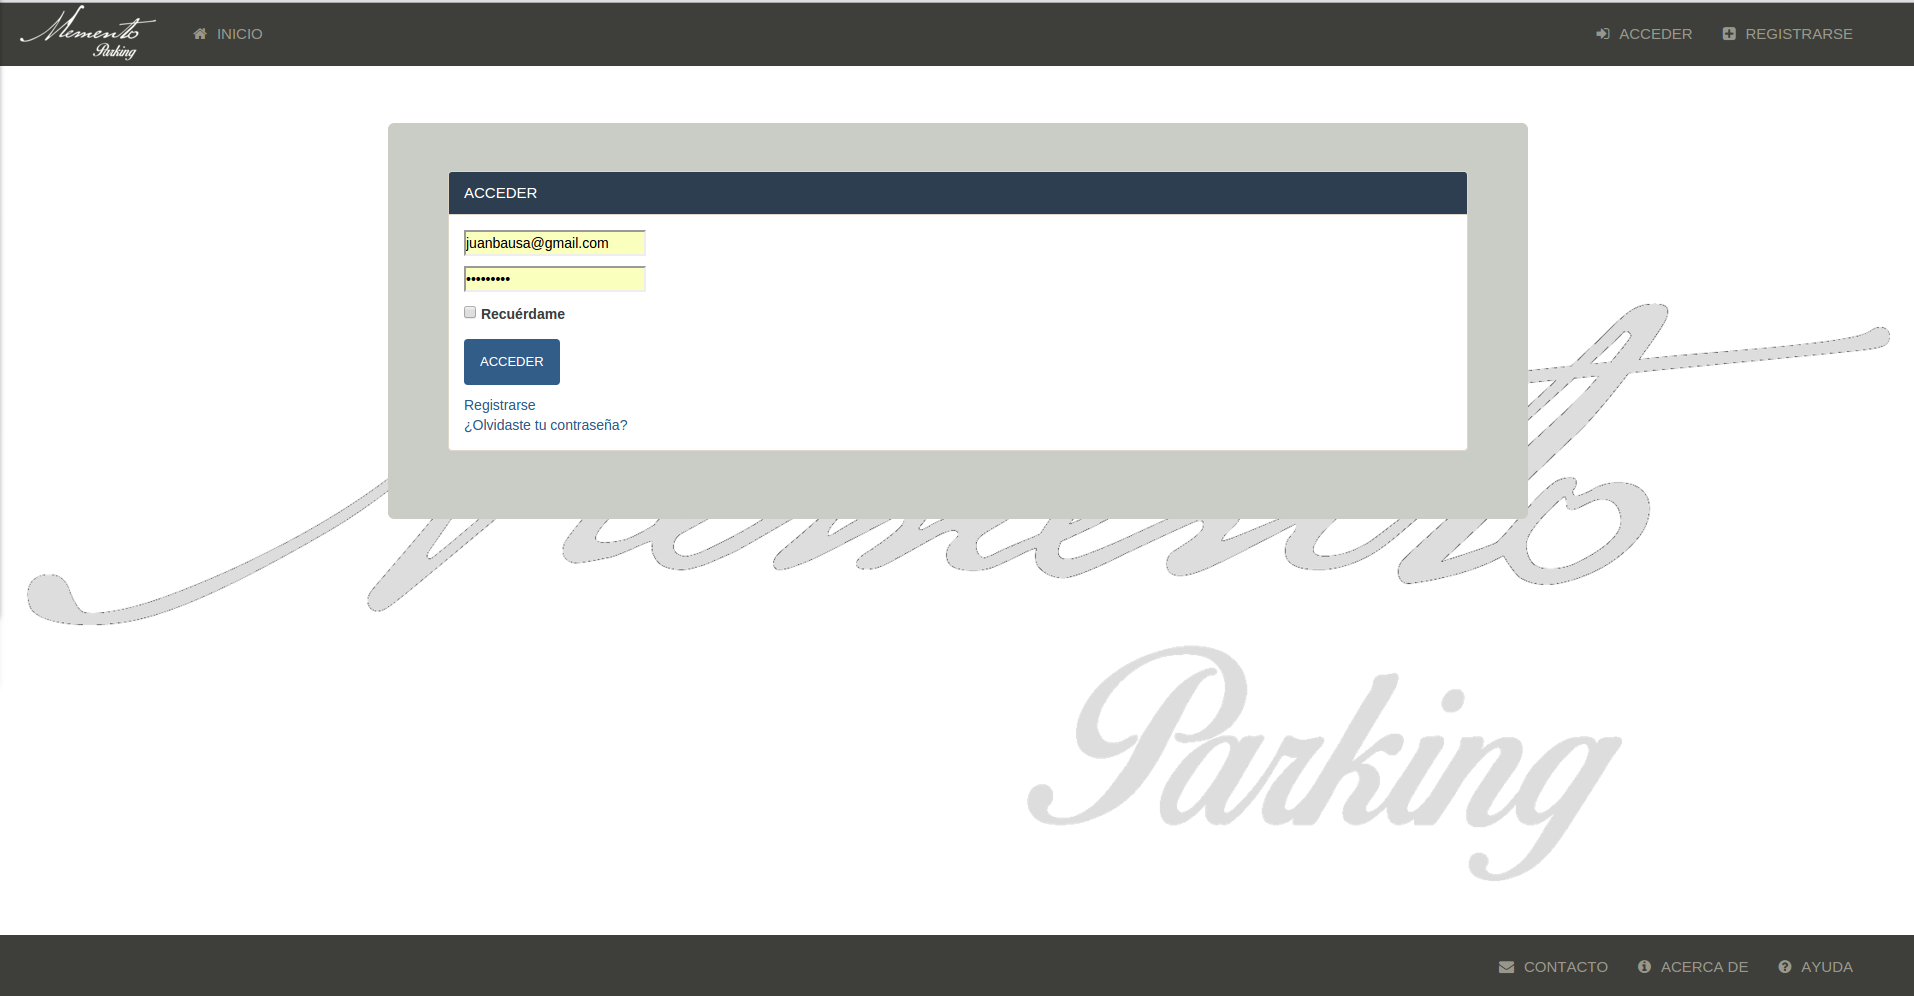 Memento
Parking
INICIO
ACCEDER
REGISTRARSE
ACCEDER
juanbausa@gmail.com
•••••••••
Recuérdame
ACCEDER
Registrarse
¿Olvidaste tu contraseña?
Memento
Parking
CONTACTO
ACERCA DE
AYUDA